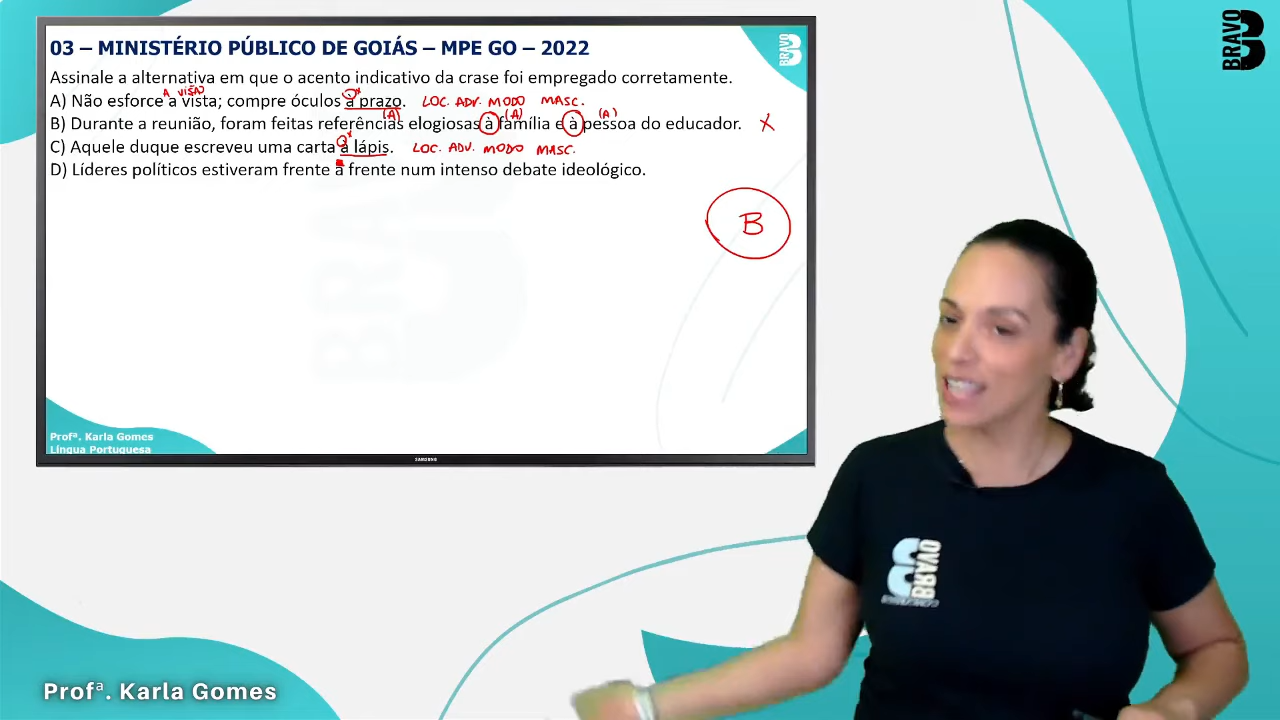 03 – MINISTÉRIO PÚBLICO DE GOIÁS – MPE GO – 2022
BRAVO
Assinale a alternativa em que o acento indicativo da crase foi empregado corretamente.
A VISÃO
A) Não esforce a vista; compre óculos à prazo. LOC. ADV. MODO MASC.
(A) (A) (A)
B) Durante a reunião, foram feitas referências elogiosas à família e à pessoa do educador. X
C) Aquele duque escreveu uma carta à lápis. LOC. ADV. MODO MASC.
D) Líderes políticos estiveram frente a frente num intenso debate ideológico.
B
BRAVO
Profª. Karla Gomes
Língua Portuguesa
SAMSUNG
BRAVO
Profª. Karla Gomes